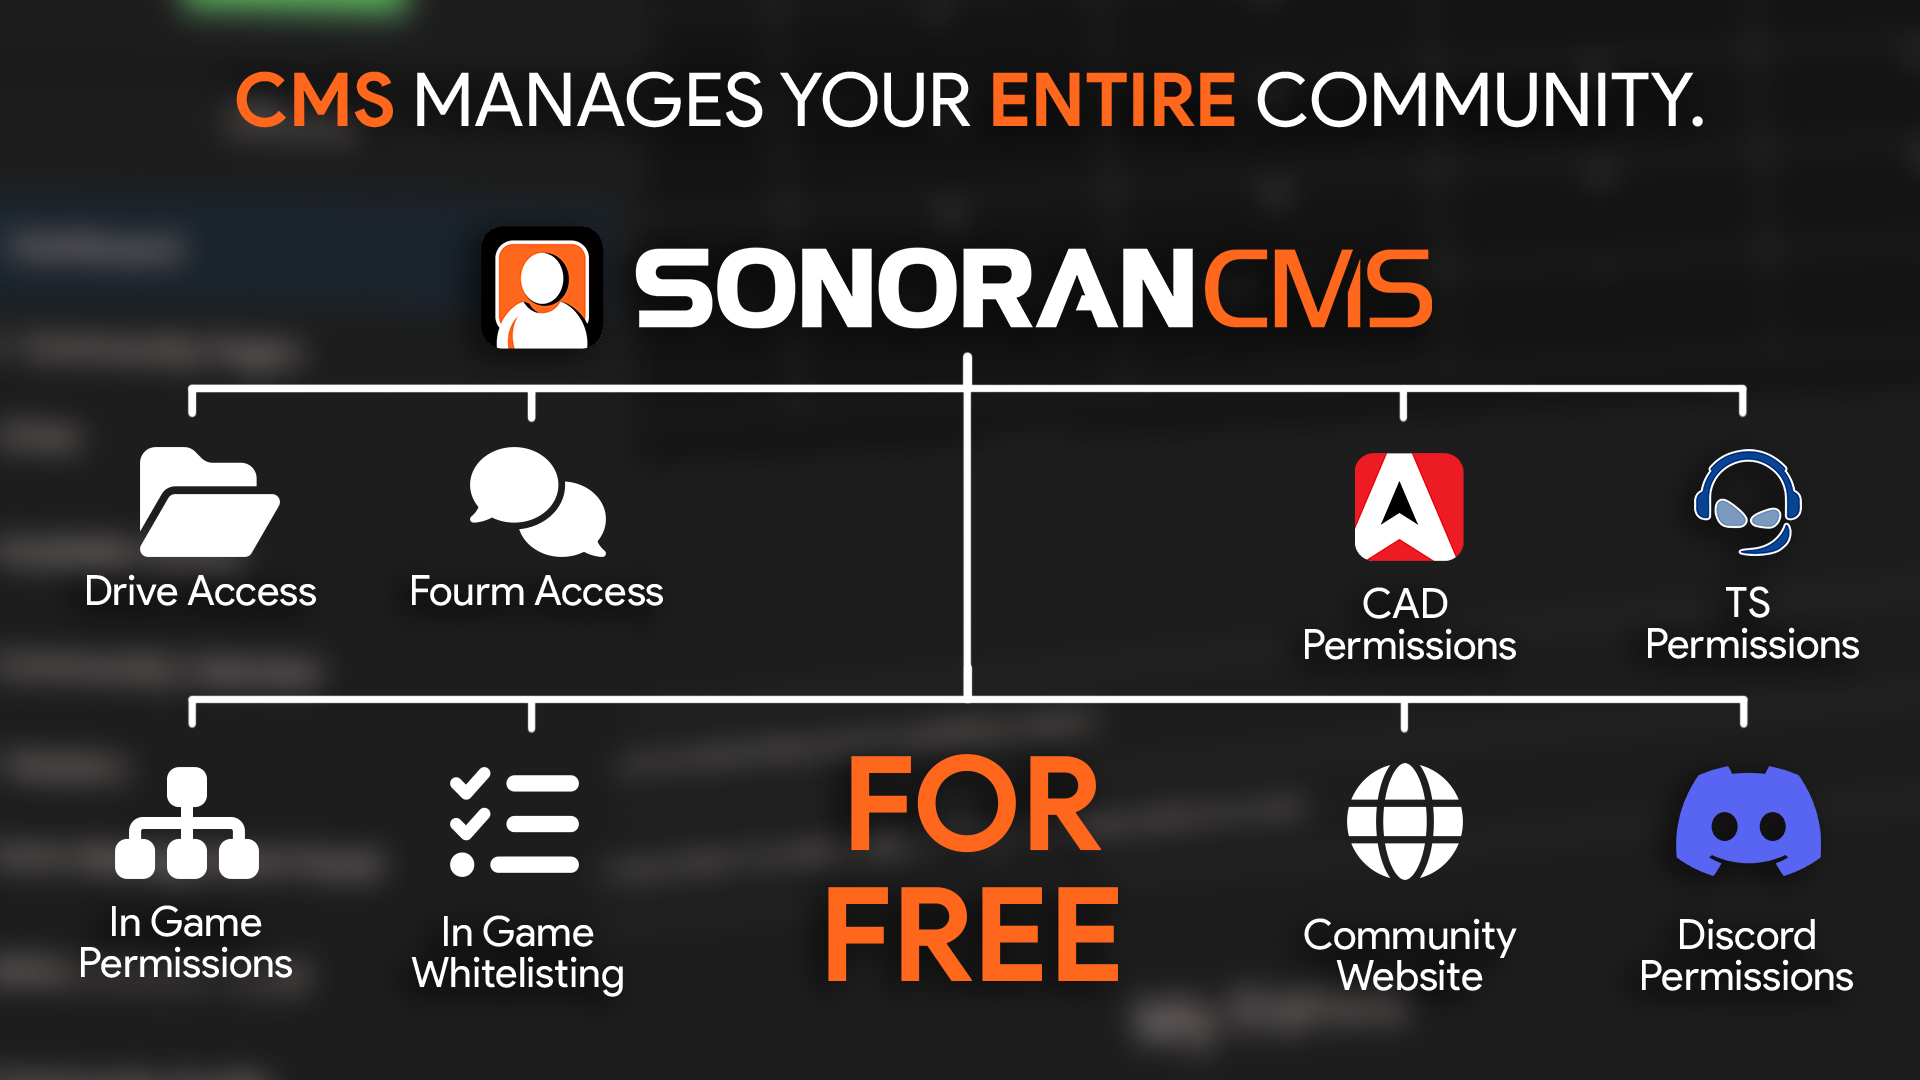 CMS MANAGES YOUR ENTIRE COMMUNITY.
SONORANCMS
Drive Access
Fourm Access
CAD
Permissions
TS
Permissions
In Game
Permissions
In Game
Whitelisting
FOR
FREE
Community
Website
Discord
Permissions